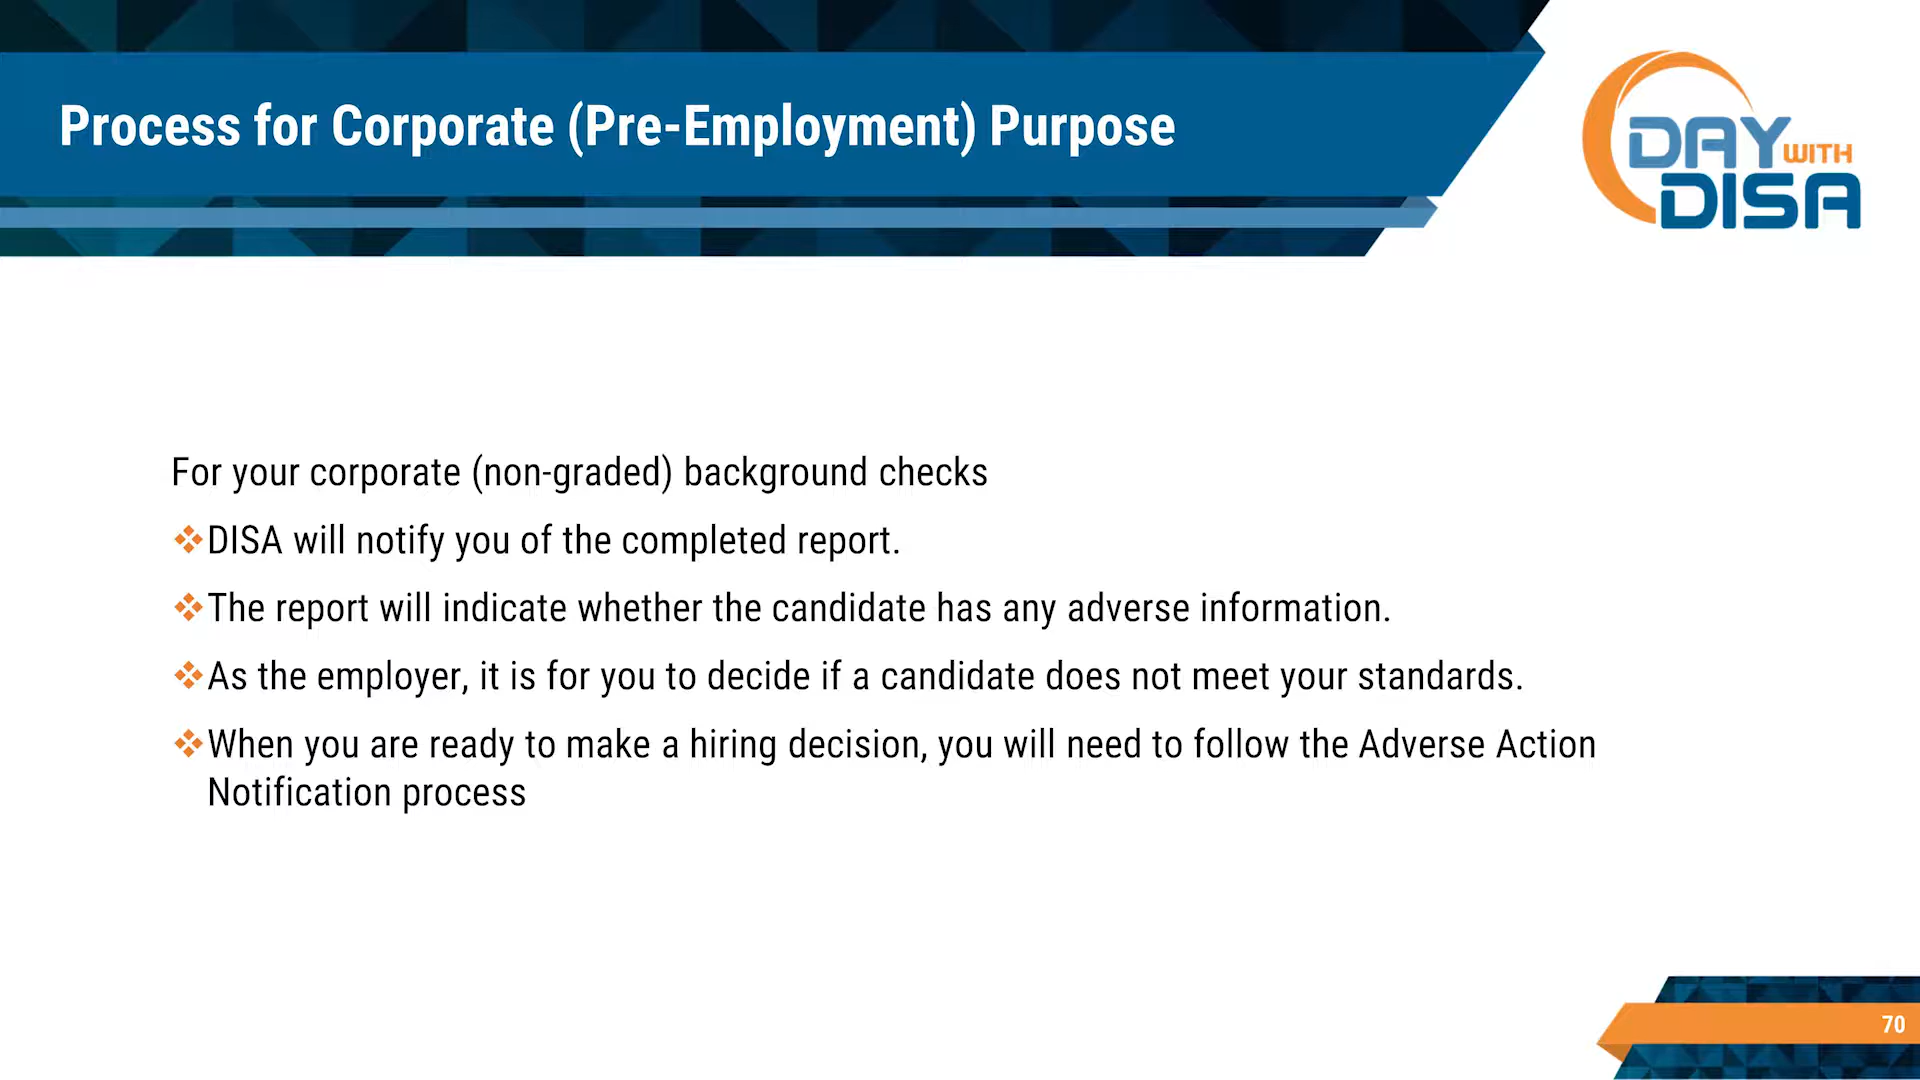 Process for Corporate (Pre-Employment) Purpose
DAY WITH
DISA
For your corporate (non-graded) background checks
❖DISA will notify you of the completed report.
❖The report will indicate whether the candidate has any adverse information.
❖As the employer, it is for you to decide if a candidate does not meet your standards.
❖When you are ready to make a hiring decision, you will need to follow the Adverse Action
Notification process
70